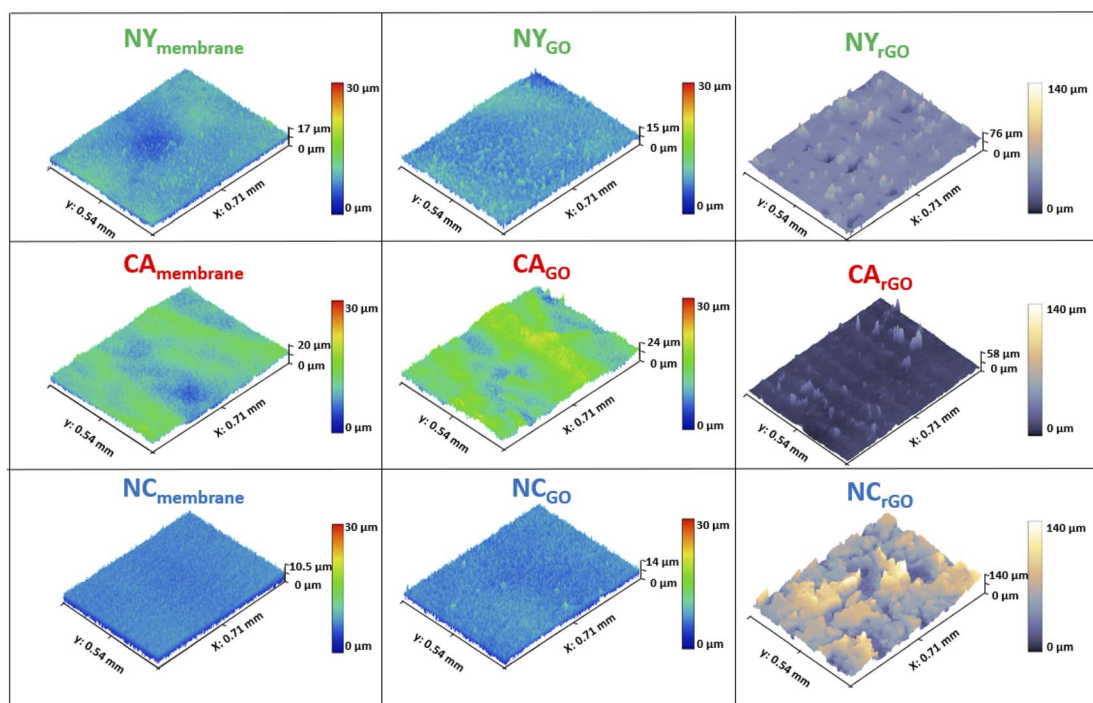 NYmembrane
30 µm
17 µm
0 µm
0 µm
y: 0.54 mm
X: 0.71 mm
NYGO
30 µm
15 µm
0 µm
0 µm
y: 0.54 mm
X: 0.71 mm
NYrGO
140 µm
76 µm
0 µm
0 µm
y: 0.54 mm
X: 0.71 mm
CAmembrane
30 µm
20 µm
0 µm
0 µm
y: 0.54 mm
X: 0.71 mm
CAGO
30 µm
24 µm
0 µm
0 µm
y: 0.54 mm
X: 0.71 mm
CArGO
140 µm
58 µm
0 µm
0 µm
y: 0.54 mm
X: 0.71 mm
NCmembrane
30 µm
10.5 µm
0 µm
0 µm
y: 0.54 mm
X: 0.71 mm
NCGO
30 µm
14 µm
0 µm
0 µm
y: 0.54 mm
X: 0.71 mm
NCrGO
140 µm
140 µm
0 µm
0 µm
y: 0.54 mm
X: 0.71 mm